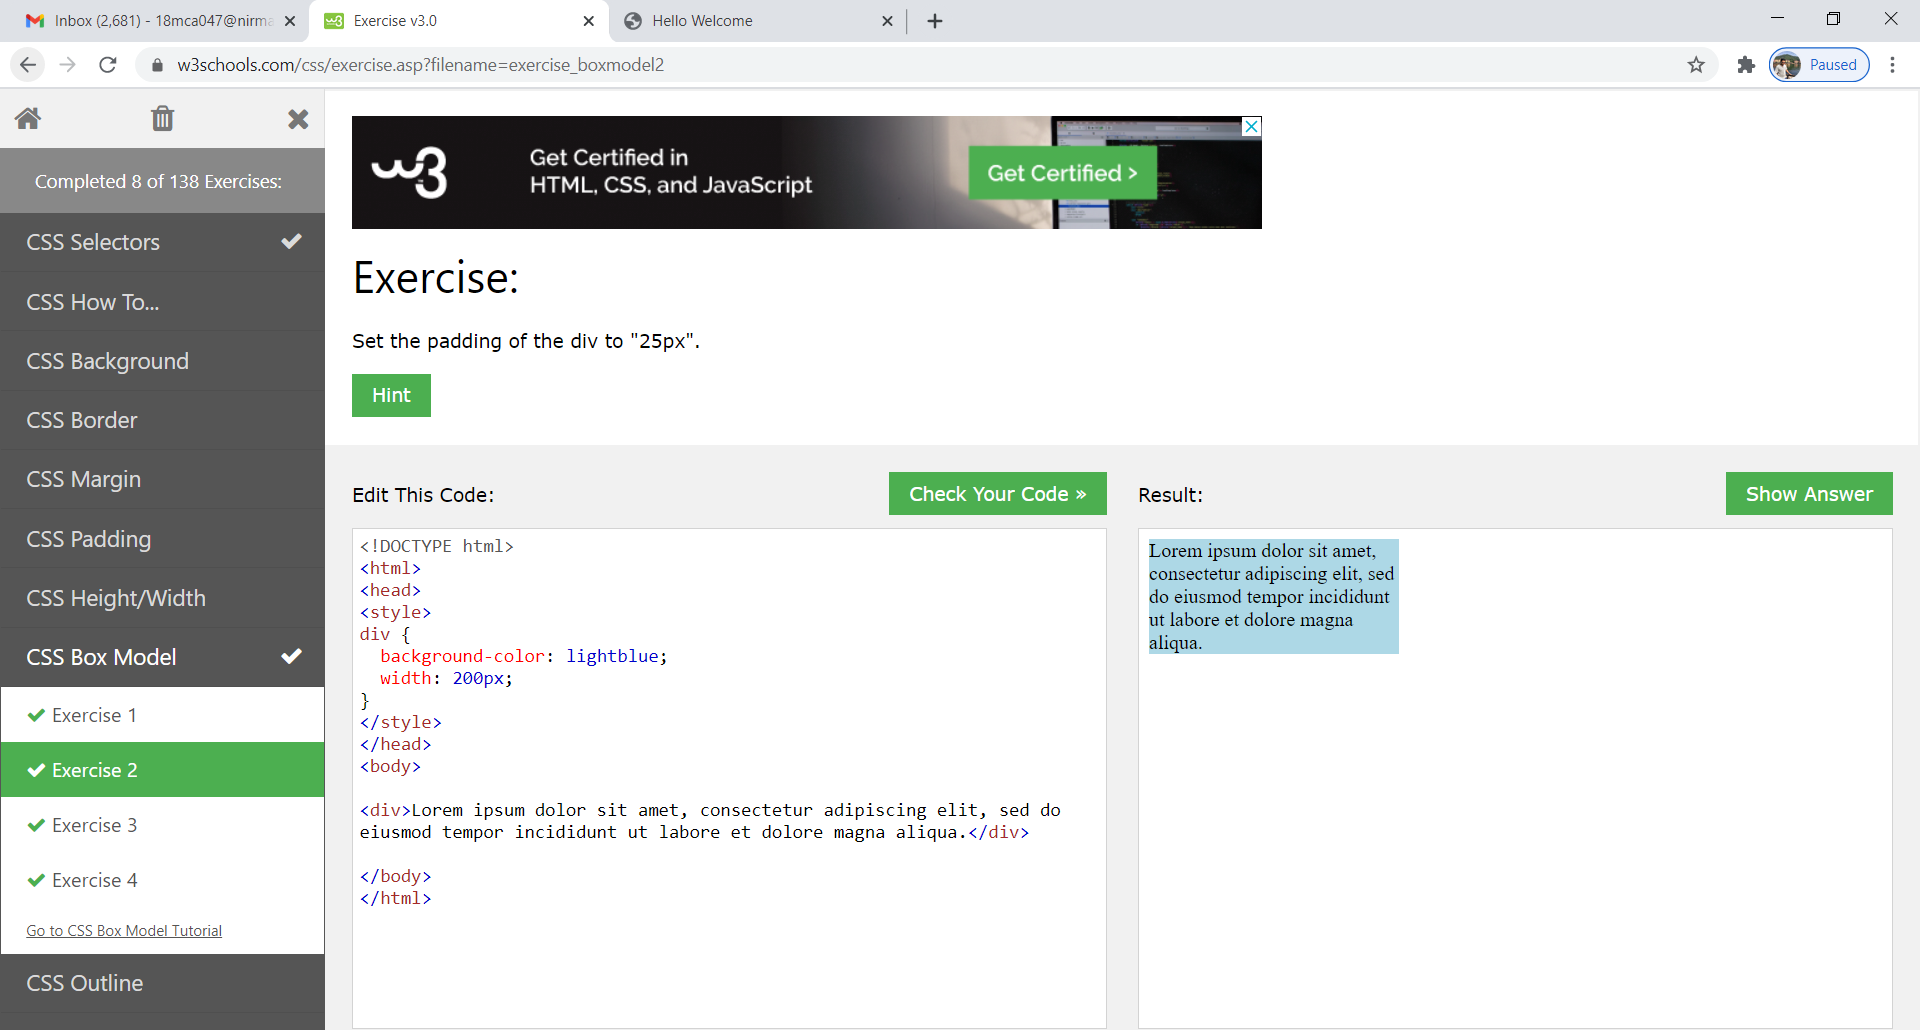 Inbox (2,681) - 18mca047@nirma
Exercise v3.0
Hello Welcome
w3schools.com/css/exercise.asp?filename=exercise_boxmodel2
Paused
Completed 8 of 138 Exercises:
CSS Selectors
CSS How To...
CSS Background
CSS Border
CSS Margin
CSS Padding
CSS Height/Width
CSS Box Model
Exercise 1
Exercise 2
Exercise 3
Exercise 4
Go to CSS Box Model Tutorial
CSS Outline
w3
Get Certified in
HTML, CSS, and JavaScript
Get Certified >
Exercise:
Set the padding of the div to "25px".
Hint
Edit This Code:
Check Your Code »
<!DOCTYPE html>
<html>
<head>
<style>
div {
  background-color: lightblue;
  width: 200px;
}
</style>
</head>
<body>
<div>Lorem ipsum dolor sit amet, consectetur adipiscing elit, sed do
eiusmod tempor incididunt ut labore et dolore magna aliqua.</div>
</body>
</html>
Result:
Show Answer
Lorem ipsum dolor sit amet,
consectetur adipiscing elit, sed
do eiusmod tempor incididunt
ut labore et dolore magna
aliqua.